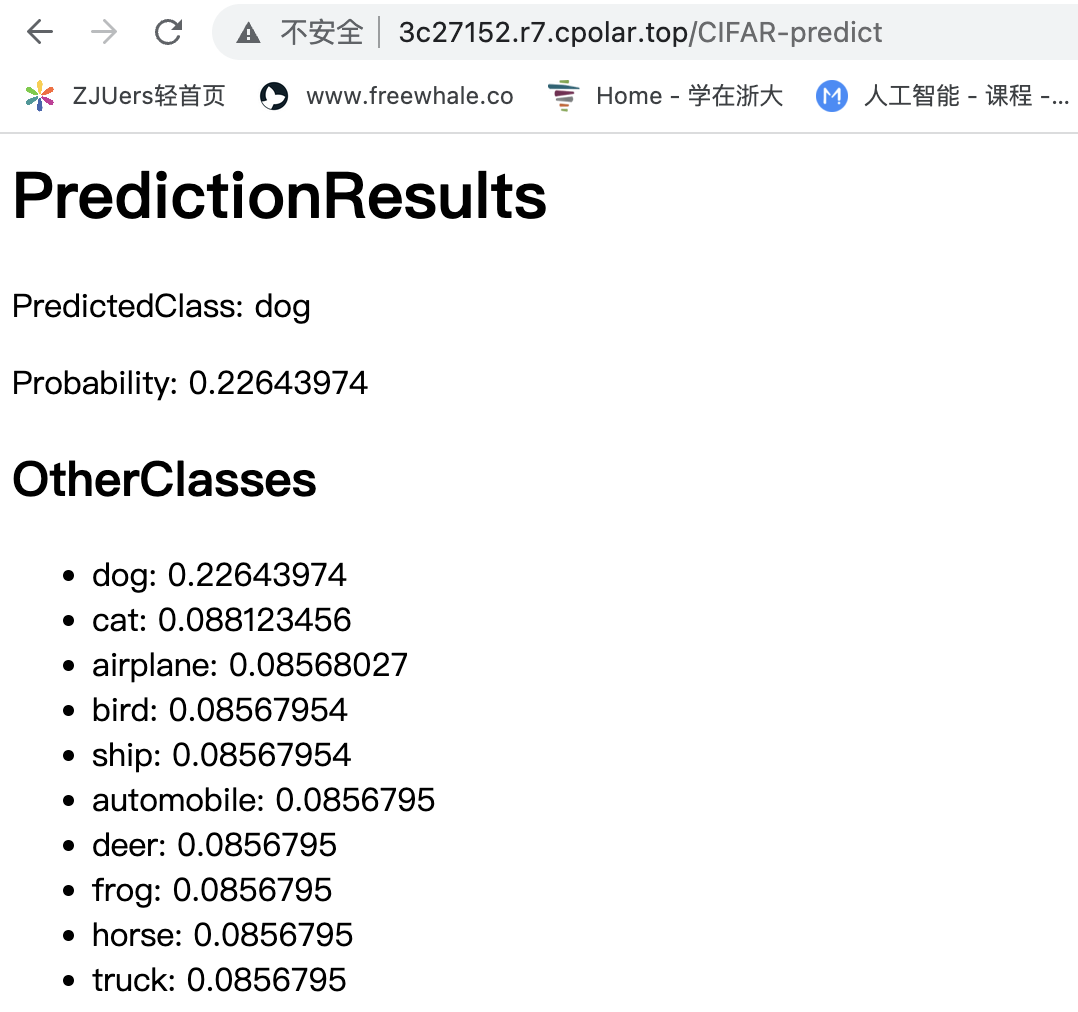 不安全 3c27152.r7.cpolar.top/CIFAR-predict
ZJUers轻首页 www.freewhale.co Home - 学在浙大 人工智能 - 课程 -...
PredictionResults
PredictedClass: dog
Probability: 0.22643974
OtherClasses
• dog: 0.22643974
• cat: 0.088123456
• airplane: 0.08568027
• bird: 0.08567954
• ship: 0.08567954
• automobile: 0.0856795
• deer: 0.0856795
• frog: 0.0856795
• horse: 0.0856795
• truck: 0.0856795